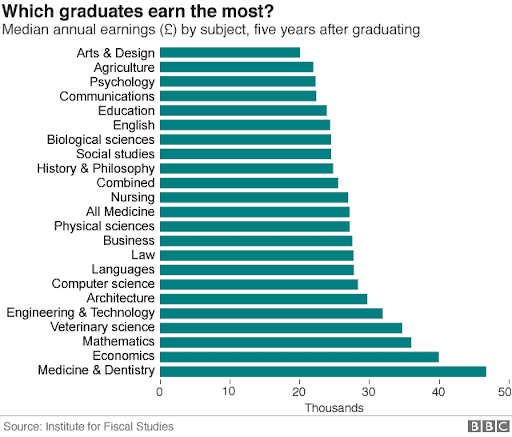 Which graduates earn the most?
Median annual earnings (£) by subject, five years after graduating
Arts & Design
Agriculture
Psychology
Communications
Education
English
Biological sciences
Social studies
History & Philosophy
Combined
Nursing
All Medicine
Physical sciences
Business
Law
Languages
Computer science
Architecture
Engineering & Technology
Veterinary science
Mathematics
Economics
Medicine & Dentistry
0 10 20 30 40 50
Thousands
Source: Institute for Fiscal Studies BBC